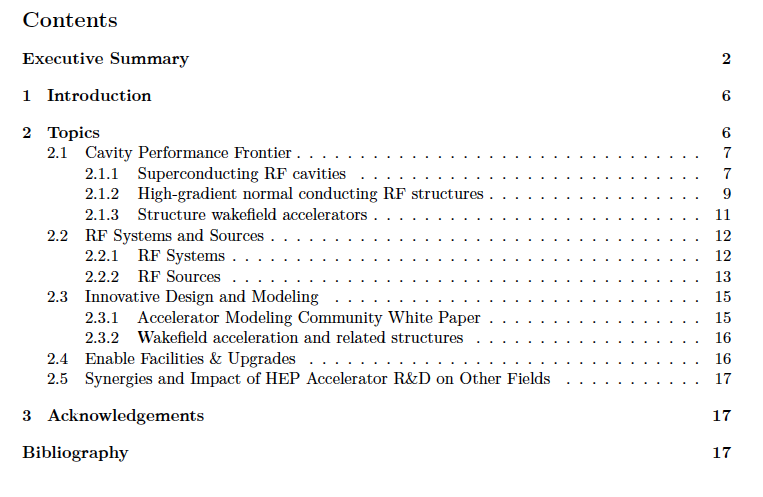 Contents
Executive Summary 2
1 Introduction 6
2 Topics 6
2.1 Cavity Performance Frontier . . . . . . . . . . . . . . . . . . . . . . . . . . . . . . . 7
2.1.1 Superconducting RF cavities . . . . . . . . . . . . . . . . . . . . . . . . . . 7
2.1.2 High-gradient normal conducting RF structures . . . . . . . . . . . . . . . . 9
2.1.3 Structure wakefield accelerators . . . . . . . . . . . . . . . . . . . . . . . . . 11
2.2 RF Systems and Sources . . . . . . . . . . . . . . . . . . . . . . . . . . . . . . . . . 12
2.2.1 RF Systems . . . . . . . . . . . . . . . . . . . . . . . . . . . . . . . . . . . . 12
2.2.2 RF Sources . . . . . . . . . . . . . . . . . . . . . . . . . . . . . . . . . . . . 13
2.3 Innovative Design and Modeling . . . . . . . . . . . . . . . . . . . . . . . . . . . . 15
2.3.1 Accelerator Modeling Community White Paper . . . . . . . . . . . . . . . . 15
2.3.2 Wakefield acceleration and related structures . . . . . . . . . . . . . . . . . 16
2.4 Enable Facilities & Upgrades . . . . . . . . . . . . . . . . . . . . . . . . . . . . . . 16
2.5 Synergies and Impact of HEP Accelerator R&D on Other Fields . . . . . . . . . . . 17
3 Acknowledgements 17
Bibliography 17